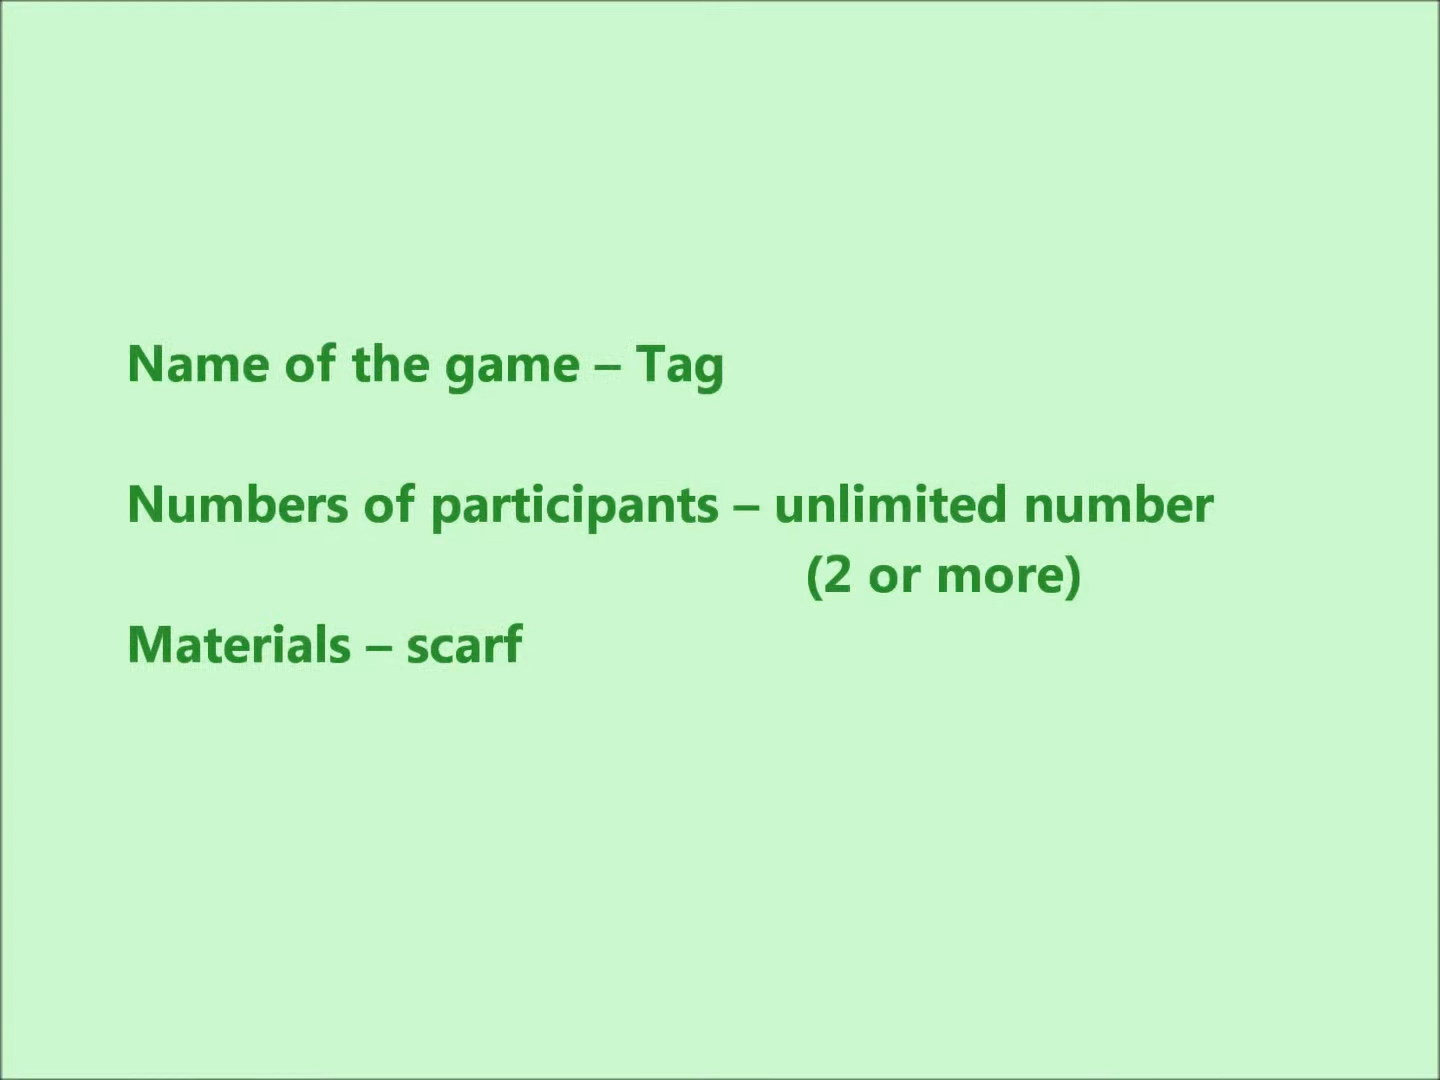 Name of the game – Tag
Numbers of participants – unlimited number
(2 or more)
Materials – scarf